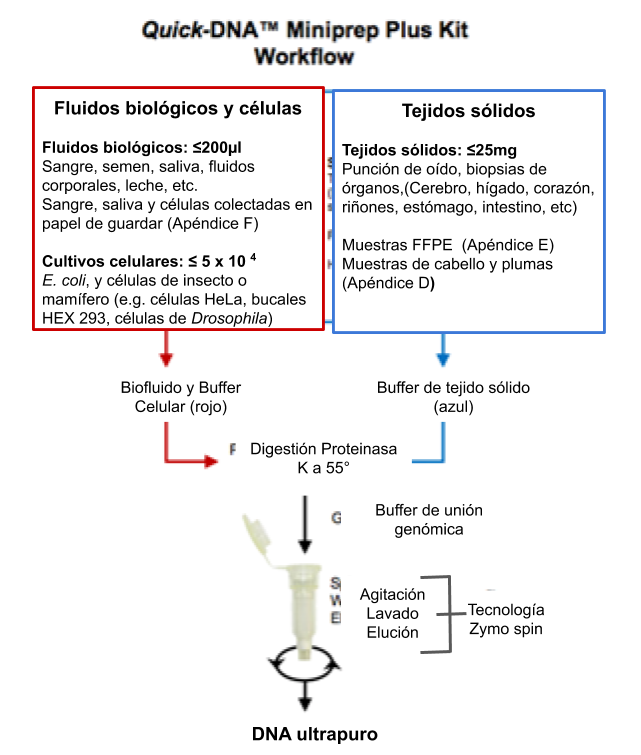 Quick-DNA™ Miniprep Plus Kit
Workflow
Fluidos biológicos y células
Fluidos biológicos: ≤200µl
Sangre, semen, saliva, fluidos
corporales, leche, etc.
Sangre, saliva y células colectadas en
papel de guardar (Apéndice F)
Cultivos celulares: ≤ 5 x 10 ⁴
E. coli, y células de insecto o
mamífero (e.g. células HeLa, bucales
HEX 293, células de Drosophila)
Tejidos sólidos
Tejidos sólidos: ≤25mg
Punción de oído, biopsias de
órganos,(Cerebro, hígado, corazón,
riñones, estómago, intestino, etc)
Muestras FFPE (Apéndice E)
Muestras de cabello y plumas
(Apéndice D)
Biofluido y Buffer
Celular (rojo)
Buffer de tejido sólido
(azul)
Digestión Proteinasa
K a 55°
Buffer de unión
genómica
Agitación
Lavado
Elución
Tecnología
Zymo spin
DNA ultrapuro